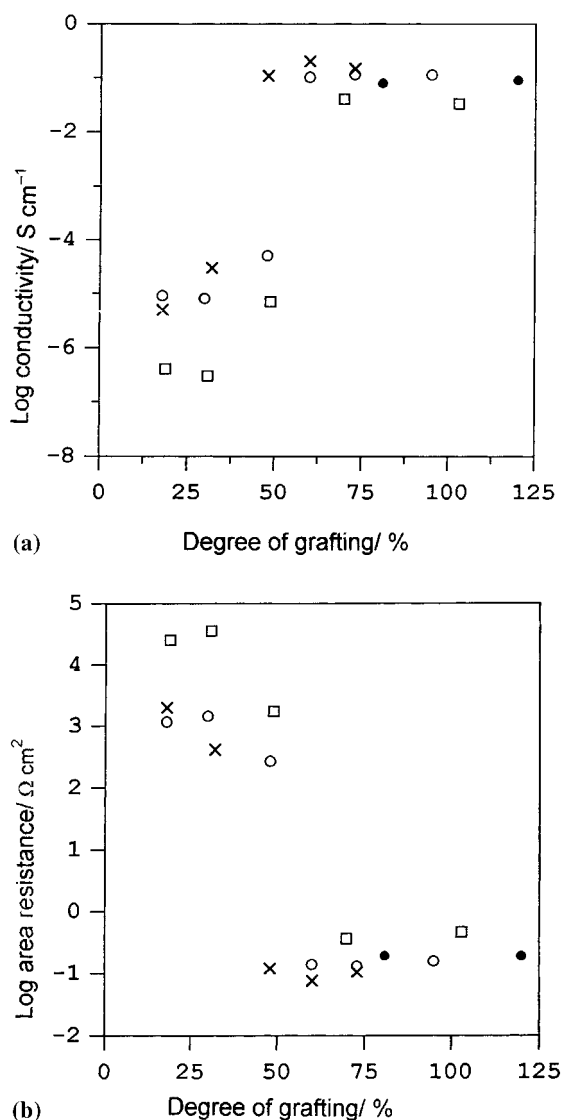 0
-2
-4
-6
-8
Log conductivity/ S cm⁻¹
0 25 50 75 100 125
(a) Degree of grafting/ %
5
4
3
2
1
-0
-1
-2
Log area resistance/ Ω cm²
0 25 50 75 100 125
(b) Degree of grafting/ %